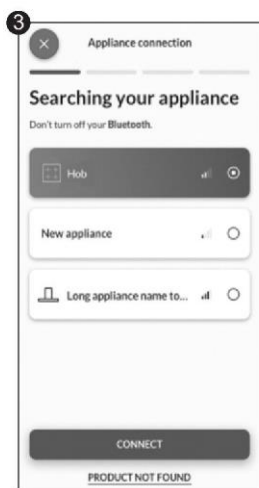 3
Appliance connection
Searching your appliance
Don't turn off your Bluetooth.
Hob
New appliance
Long appliance name to...
CONNECT
PRODUCT NOT FOUND